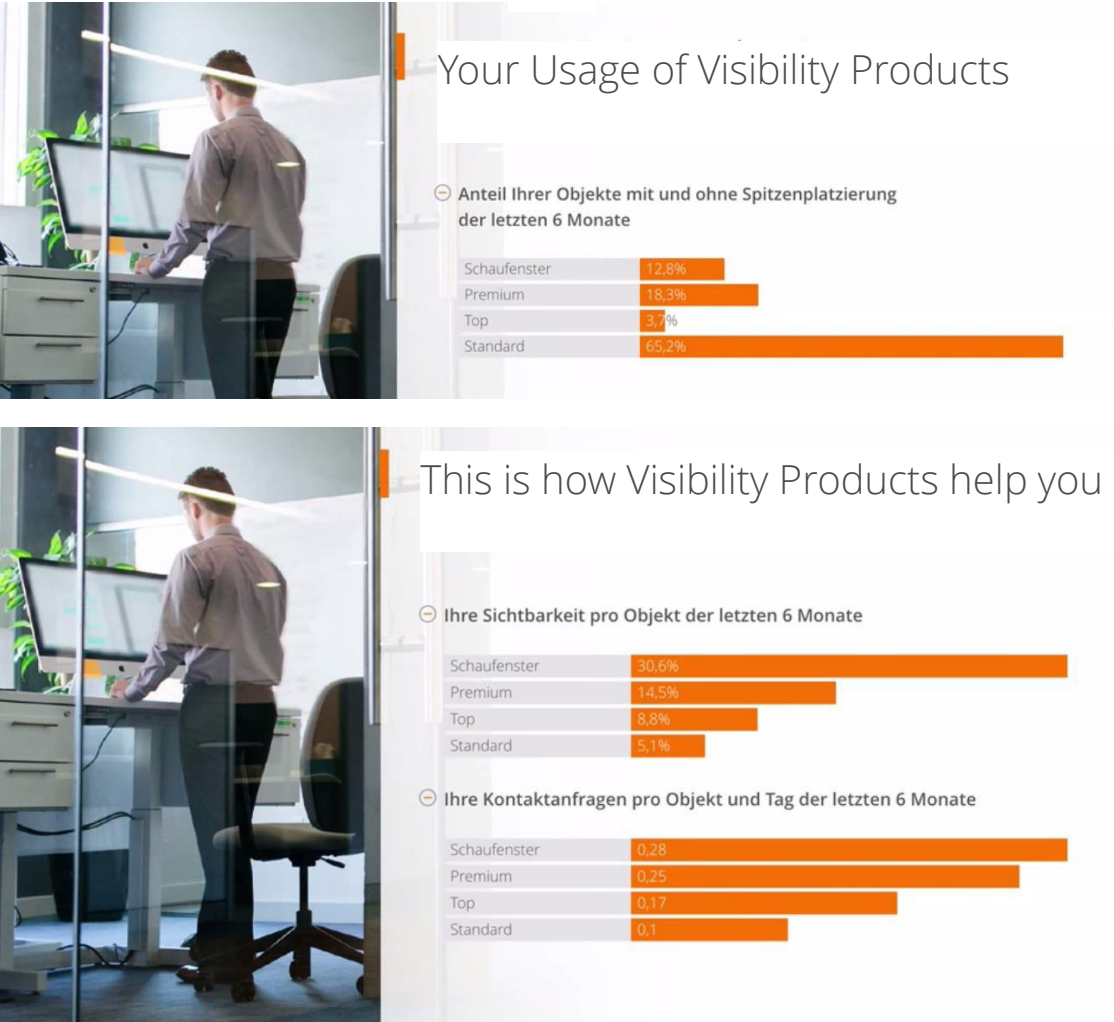 Your Usage of Visibility Products
Anteil Ihrer Objekte mit und ohne Spitzenplatzierung
der letzten 6 Monate
Schaufenster 12,8%
Premium 18,3%
Top 3,7%
Standard 65,2%
This is how Visibility Products help you
Ihre Sichtbarkeit pro Objekt der letzten 6 Monate
Schaufenster 30,6%
Premium 14,5%
Top 8,8%
Standard 5,1%
Ihre Kontaktanfragen pro Objekt und Tag der letzten 6 Monate
Schaufenster 0,28
Premium 0,25
Top 0,17
Standard 0,1